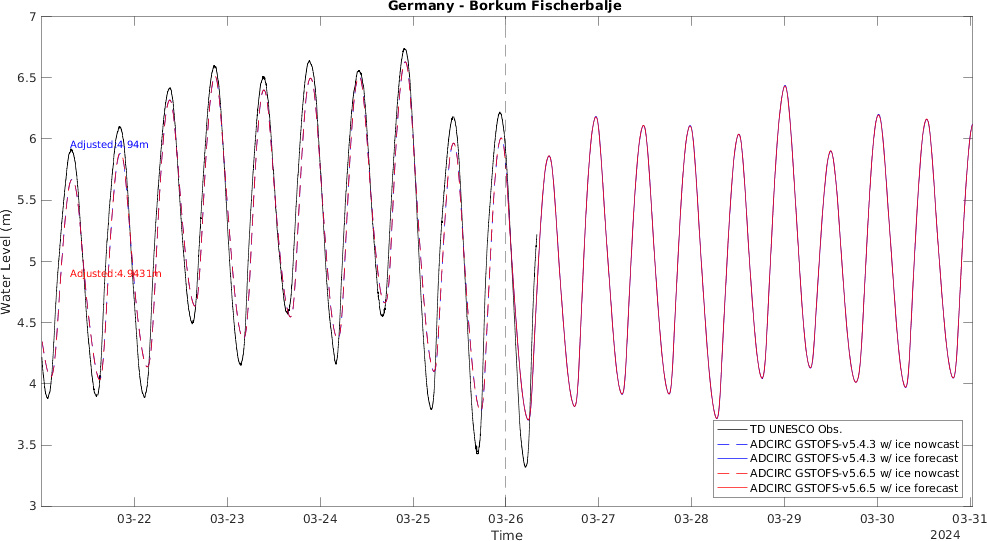 Germany - Borkum Fischerbalje
7
6.5
6
5.5
5
4.5
4
3.5
3
Water Level (m)
Adjusted:4.94m
Adjusted:4.9431m
TD UNESCO Obs.
ADCIRC GSTOFS-v5.4.3 w/ ice nowcast
ADCIRC GSTOFS-v5.4.3 w/ ice forecast
ADCIRC GSTOFS-v5.6.5 w/ ice nowcast
ADCIRC GSTOFS-v5.6.5 w/ ice forecast
03-22 03-23 03-24 03-25 03-26 03-27 03-28 03-29 03-30 03-31
Time
2024